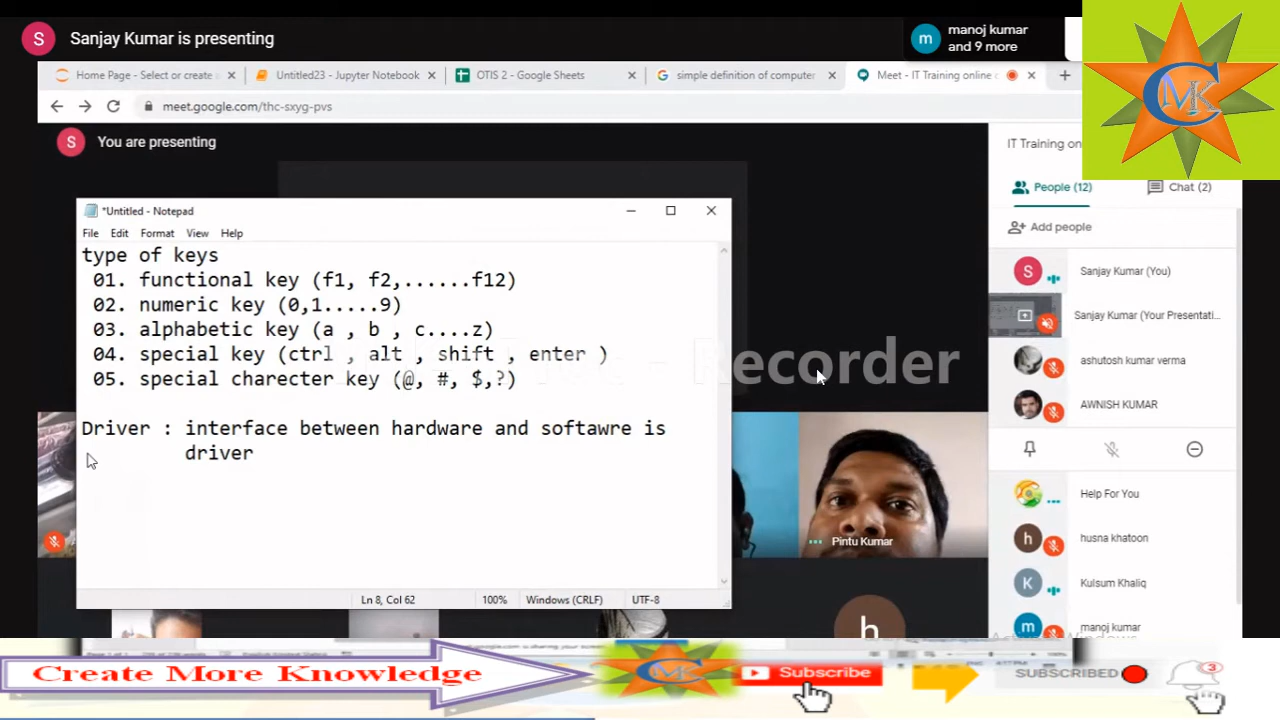 S Sanjay Kumar is presenting
m manoj kumar
and 9 more
CMK
Home Page - Select or create a
Untitled23 - Jupyter Notebook
OTIS 2 - Google Sheets
simple definition of computer
Meet - IT Training online c
meet.google.com/thc-sxyg-pvs
S You are presenting
IT Training on
People (12)
Chat (2)
Add people
*Untitled - Notepad
File Edit Format View Help
type of keys
01. functional key (f1, f2,......f12)
02. numeric key (0,1.....9)
03. alphabetic key (a , b , c....z)
04. special key (ctrl , alt , shift , enter )
05. special charecter key (@, #, $,?)
Driver : interface between hardware and softawre is
driver
Ln 8, Col 62 100% Windows (CRLF) UTF-8
Recorder
S Sanjay Kumar (You)
Sanjay Kumar (Your Presentati...
ashutosh kumar verma
AWNISH KUMAR
Help For You
h husna khatoon
K Kulsum Khaliq
m manoj kumar
Pintu Kumar
h
Create More Knowledge
CMK
Subscribe
SUBSCRIBED
3